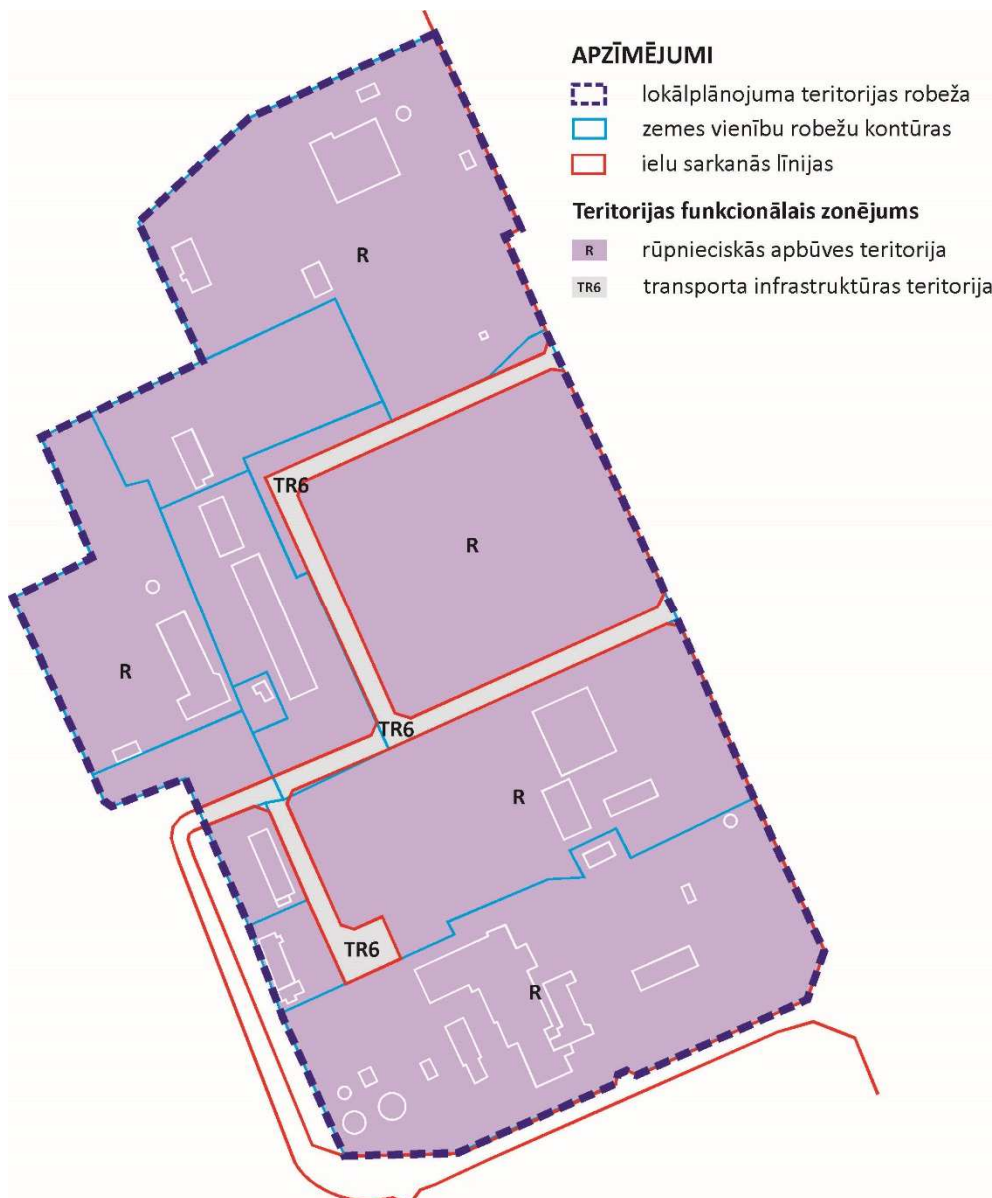 APZĪMĒJUMI
lokālplānojuma teritorijas robeža
zemes vienību robežu kontūras
ielu sarkanās līnijas
Teritorijas funkcionālais zonējums
R rūpnieciskās apbūves teritorija
TR6 transporta infrastruktūras teritorija
R
TR6
R
R
TR6
R
TR6
R